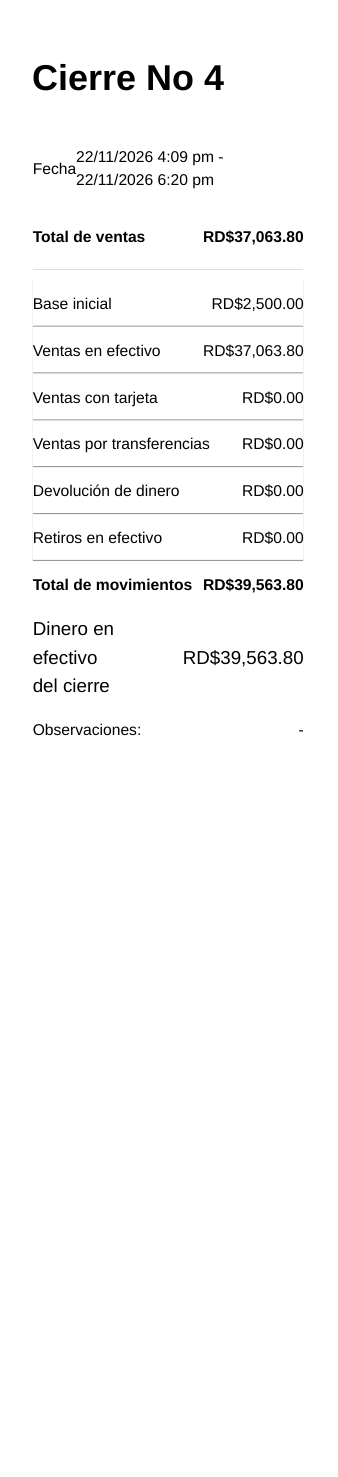 Cierre No 4
Fecha 22/11/2026 4:09 pm -
22/11/2026 6:20 pm
Total de ventas RD$37,063.80
Base inicial RD$2,500.00
Ventas en efectivo RD$37,063.80
Ventas con tarjeta RD$0.00
Ventas por transferencias RD$0.00
Devolución de dinero RD$0.00
Retiros en efectivo RD$0.00
Total de movimientos RD$39,563.80
Dinero en
efectivo RD$39,563.80
del cierre
Observaciones: -